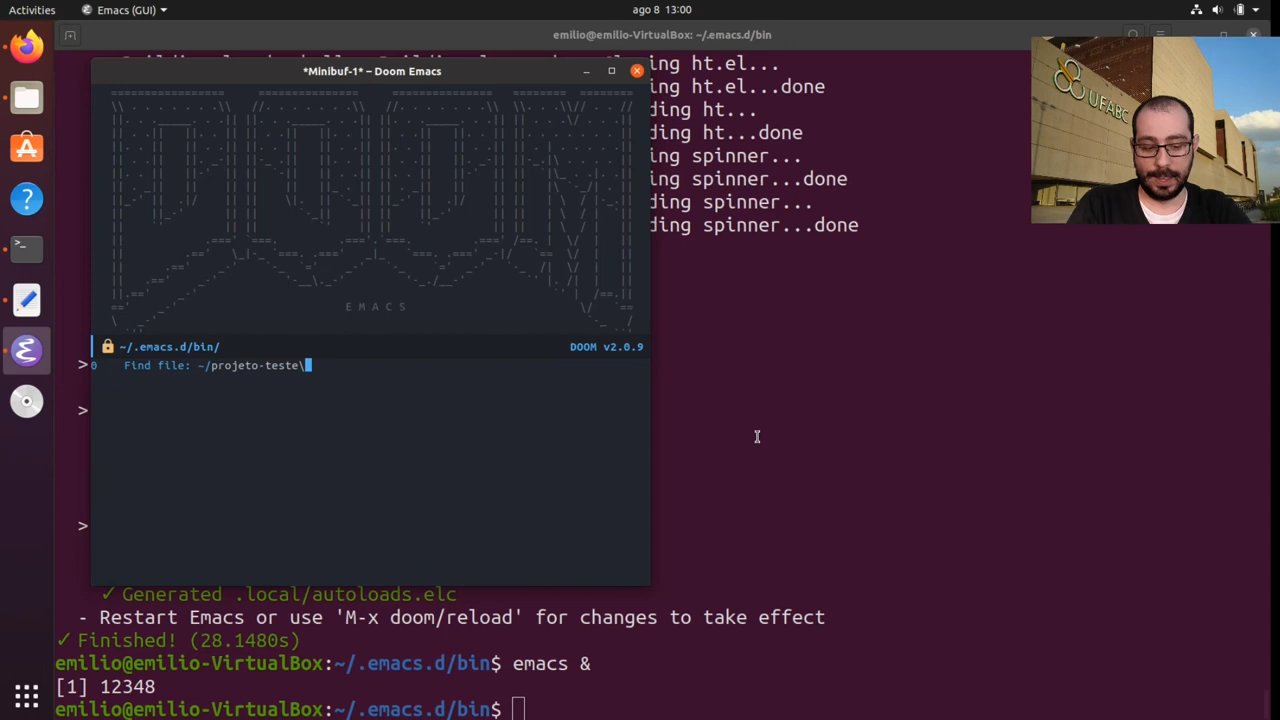 Activities
Emacs (GUI)
ago 8 13:00
emilio@emilio-VirtualBox: ~/.emacs.d/bin
ing ht.el...
*Minibuf-1* – Doom Emacs
ing ht.el...done
ding ht...
ding ht...done
ing spinner...
ing spinner...done
ding spinner...
ding spinner...done
UFABC
E M A C S
~/.emacs.d/bin/
DOOM v2.0.9
>
0 Find file: ~/projeto-teste\
>
>
✓ Generated .local/autoloads.elc
- Restart Emacs or use 'M-x doom/reload' for changes to take effect
✓ Finished! (28.1480s)
emilio@emilio-VirtualBox:~/.emacs.d/bin$ emacs &
[1] 12348
emilio@emilio-VirtualBox:~/.emacs.d/bin$